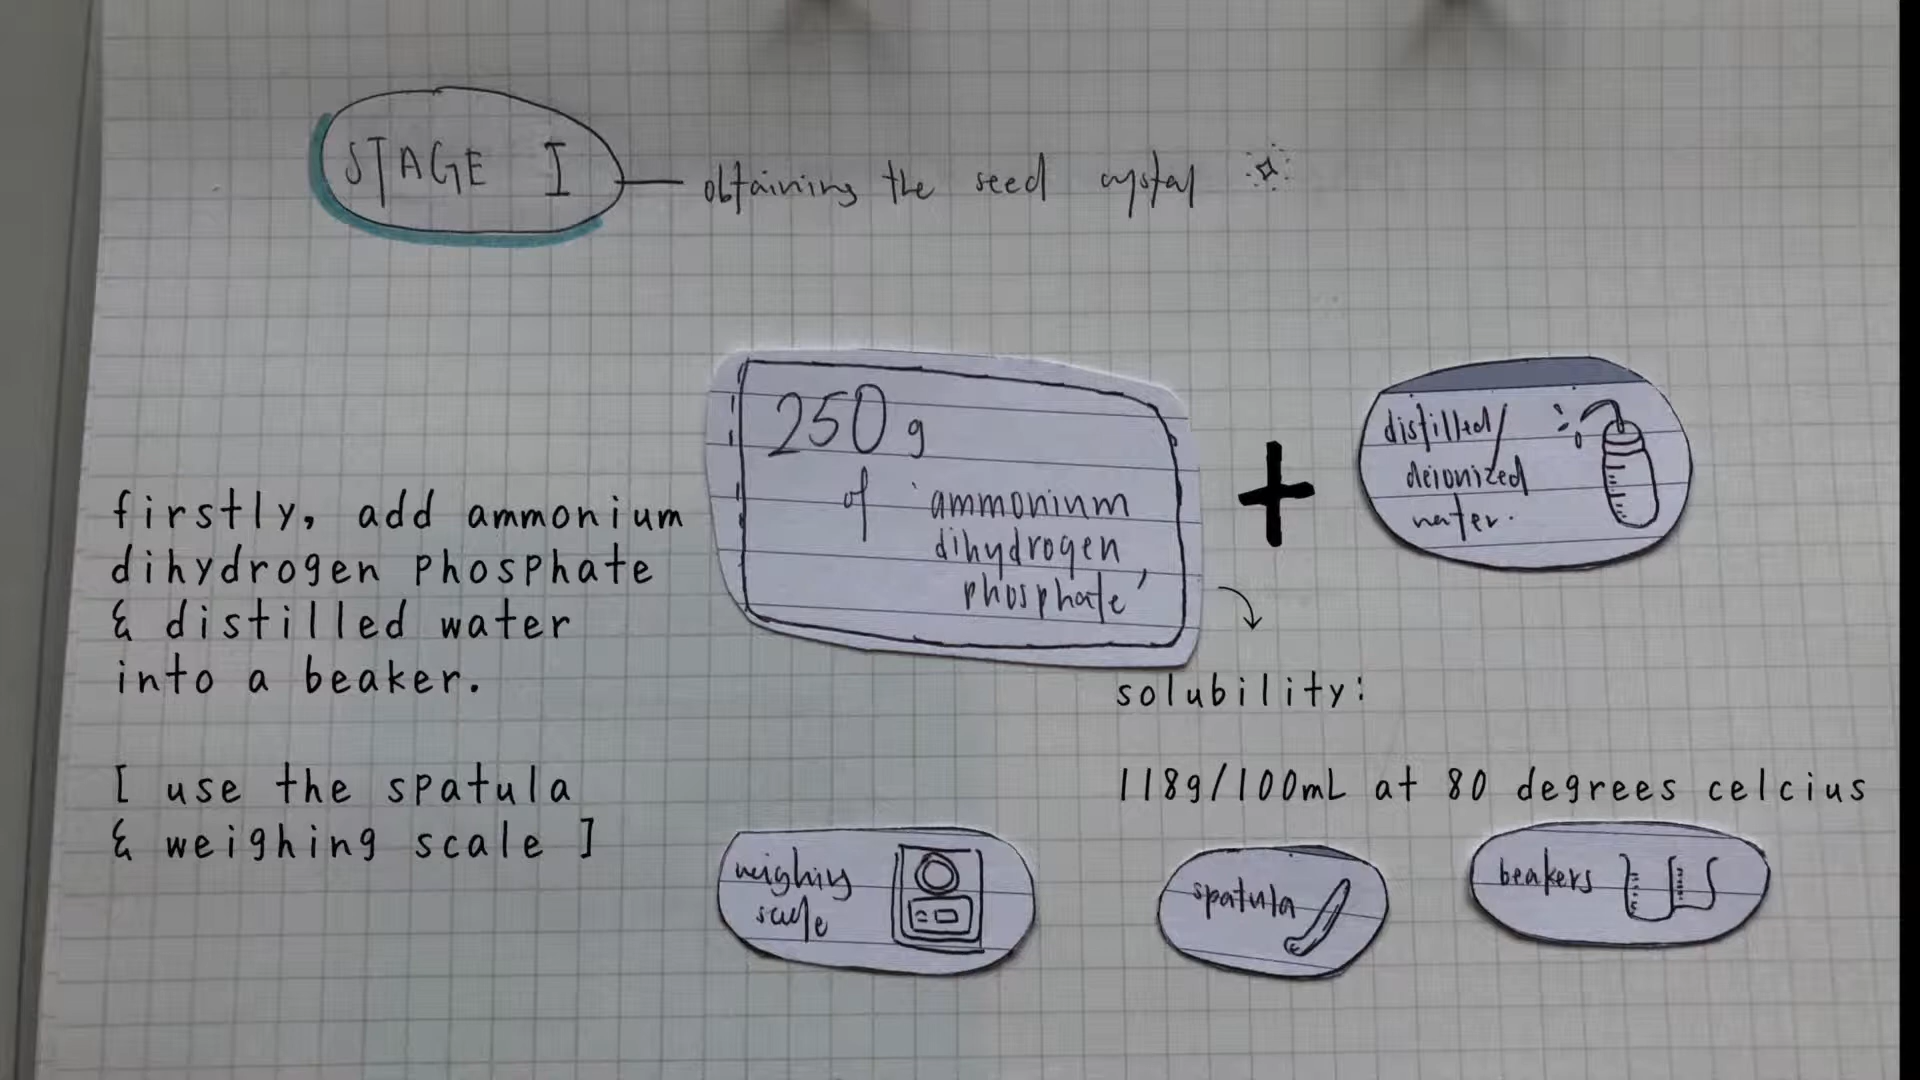 STAGE I — obtaining the seed crystal
250g
of 'ammonium
dihydrogen
phosphate'
+
distilled/
deionized
water.
firstly, add ammonium
dihydrogen phosphate
& distilled water
into a beaker.
[ use the spatula
& weighing scale ]
solubility:
118g/100mL at 80 degrees celcius
weighing
scale
spatula
beakers